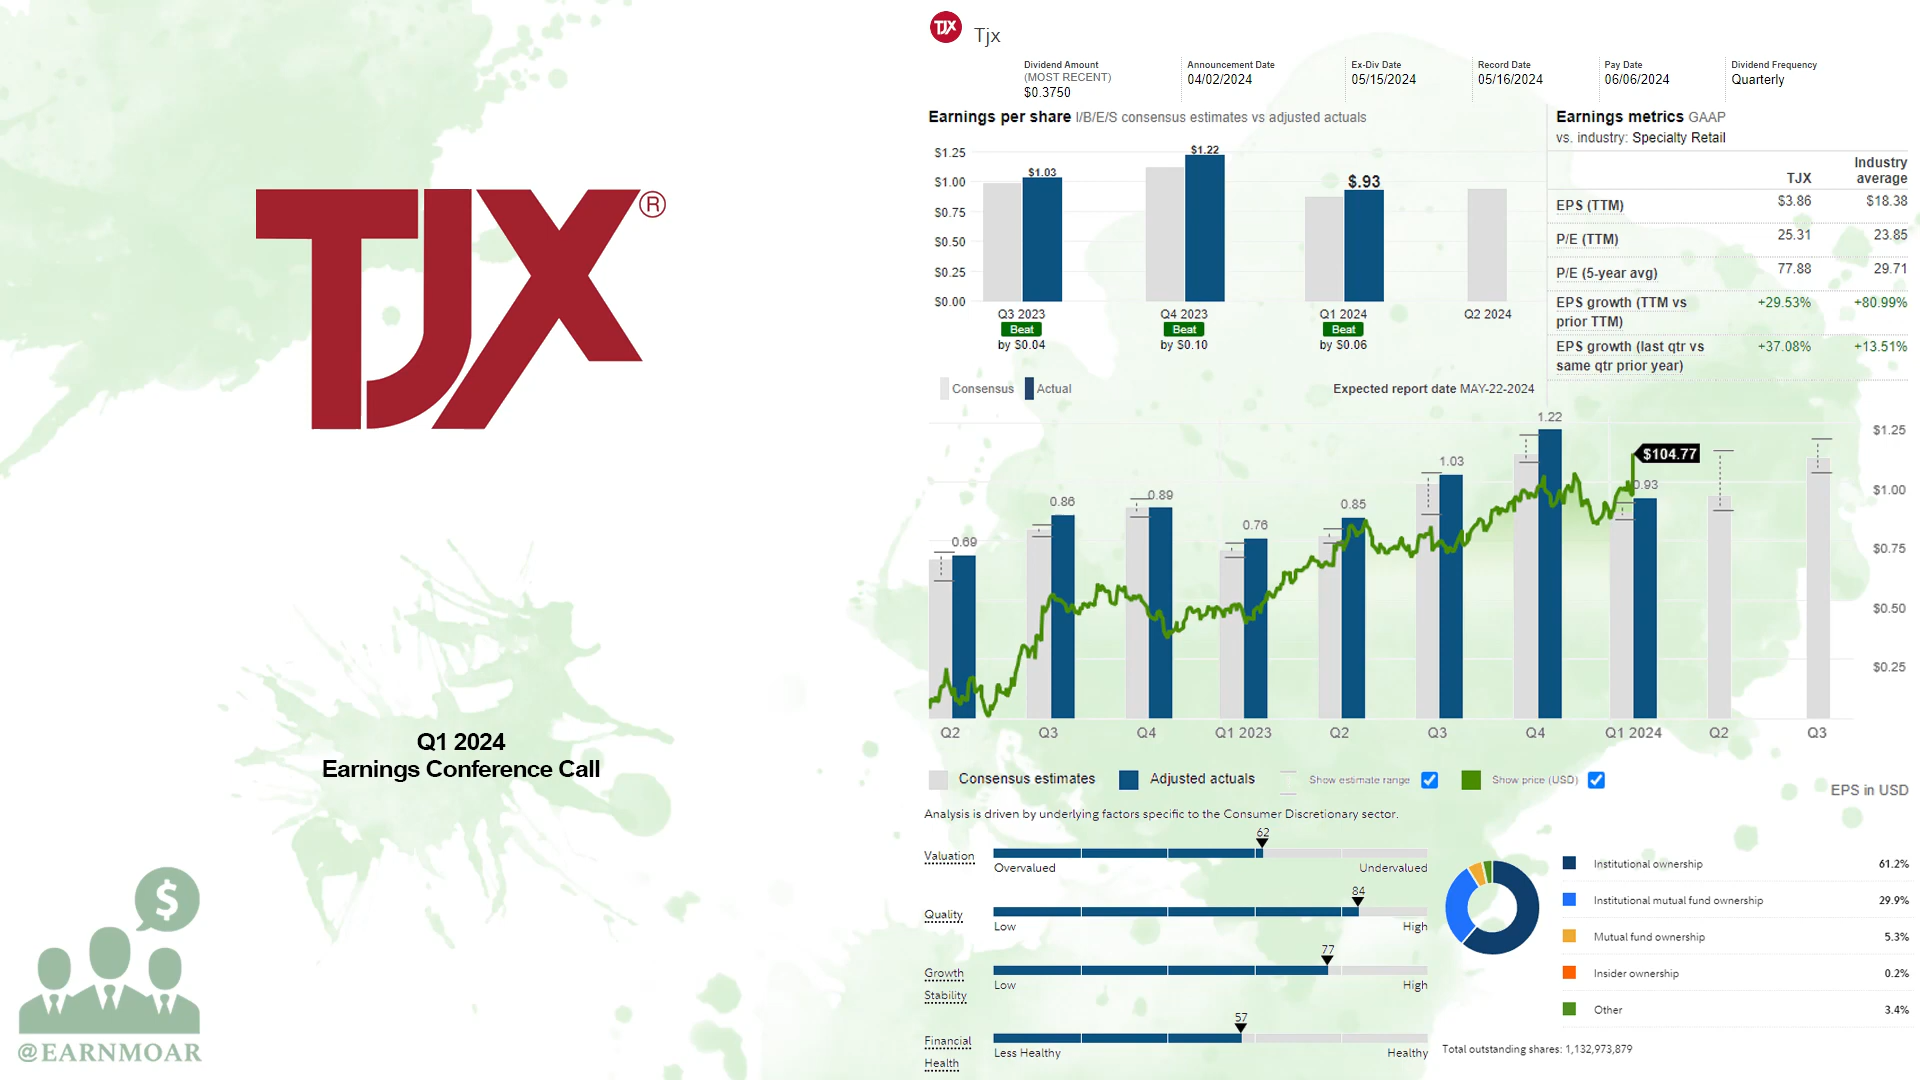 TJX®
Q1 2024
Earnings Conference Call
$
@EARNMOAR
TJX Tjx
Dividend Amount
(MOST RECENT)
$0.3750
Announcement Date
04/02/2024
Ex-Div Date
05/15/2024
Record Date
05/16/2024
Pay Date
06/06/2024
Dividend Frequency
Quarterly
Earnings per share I/B/E/S consensus estimates vs adjusted actuals
$1.25
$1.00
$0.75
$0.50
$0.25
$0.00
$1.03
$1.22
$.93
Q3 2023
Beat
by $0.04
Q4 2023
Beat
by $0.10
Q1 2024
Beat
by $0.06
Q2 2024
Consensus Actual
Expected report date MAY-22-2024
Earnings metrics GAAP
vs. industry: Specialty Retail
TJX Industry average
EPS (TTM) $3.86 $18.38
P/E (TTM) 25.31 23.85
P/E (5-year avg) 77.88 29.71
EPS growth (TTM vs prior TTM) +29.53% +80.99%
EPS growth (last qtr vs same qtr prior year) +37.08% +13.51%
0.69
0.86
0.89
0.76
0.85
1.03
1.22
0.93
$104.77
$1.25
$1.00
$0.75
$0.50
$0.25
Q2 Q3 Q4 Q1 2023 Q2 Q3 Q4 Q1 2024 Q2 Q3
Consensus estimates Adjusted actuals Show estimate range Show price (USD)
EPS in USD
Analysis is driven by underlying factors specific to the Consumer Discretionary sector.
Valuation
62
Overvalued Undervalued
Quality
84
Low High
Growth Stability
77
Low High
Financial Health
57
Less Healthy Healthy
Institutional ownership 61.2%
Institutional mutual fund ownership 29.9%
Mutual fund ownership 5.3%
Insider ownership 0.2%
Other 3.4%
Total outstanding shares: 1,132,973,879